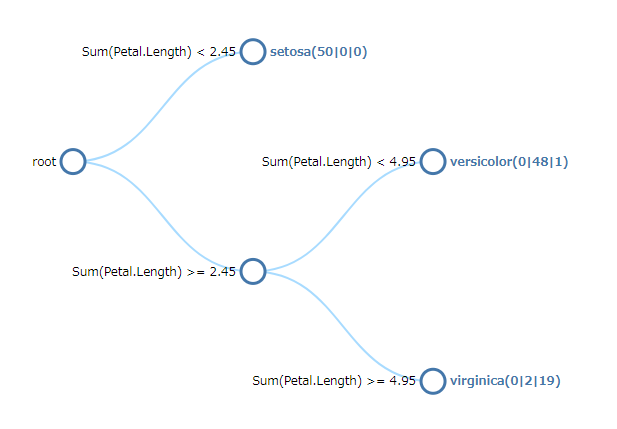 Sum(Petal.Length) < 2.45 setosa(50|0|0)
root
Sum(Petal.Length) < 4.95 versicolor(0|48|1)
Sum(Petal.Length) >= 2.45
Sum(Petal.Length) >= 4.95 virginica(0|2|19)